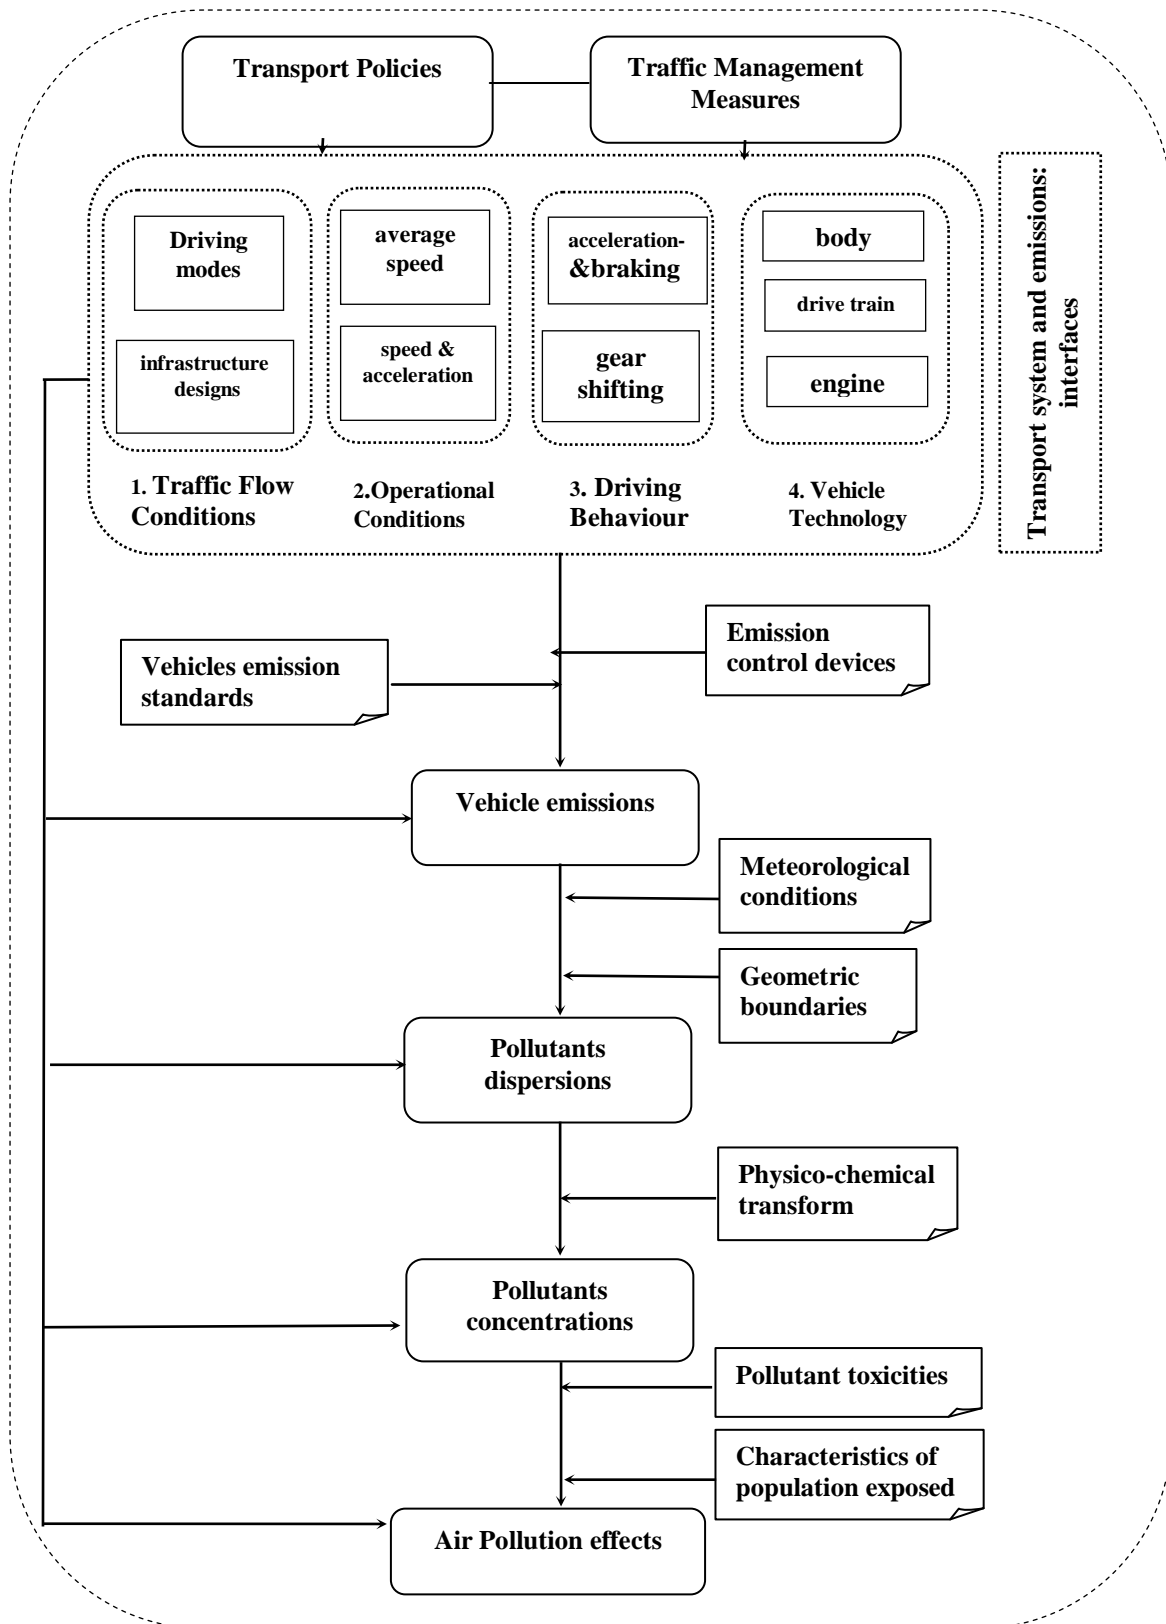 Transport Policies
Traffic Management
Measures
Driving
modes
infrastructure
designs
average
speed
speed &
acceleration
acceleration-
&braking
gear
shifting
body
drive train
engine
1. Traffic Flow
Conditions
2.Operational
Conditions
3. Driving
Behaviour
4. Vehicle
Technology
Transport system and emissions:
interfaces
Emission
control devices
Vehicles emission
standards
Vehicle emissions
Meteorological
conditions
Geometric
boundaries
Pollutants
dispersions
Physico-chemical
transform
Pollutants
concentrations
Pollutant toxicities
Characteristics of
population exposed
Air Pollution effects